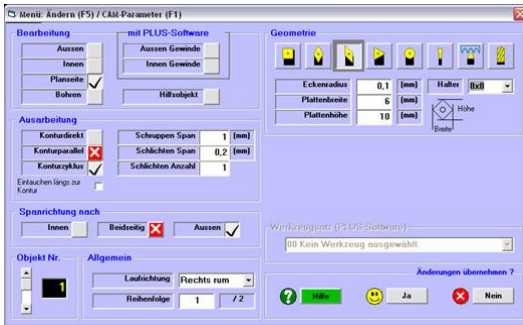 Menü: Ändern (F5) / CAM-Parameter (F1)
Bearbeitung
Aussen
Innen
Planseite
Bohren
mit PLUS-Software
Aussen Gewinde
Innen Gewinde
Hilfsobjekt
Geometrie
Eckenradius 0,1 [mm] Halter 8x8
Plattenbreite 6 [mm]
Plattenhöhe 10 [mm]
Höhe
Breite
Ausarbeitung
Konturdirekt
Konturparallel
Konturzyklus
Eintauchen längs zur
Kontur
Schruppen Span 1 [mm]
Schlichten Span 0,2 [mm]
Schlichten Anzahl 1
Spanrichtung nach
Innen Beidseitig Aussen
Werkzeugsatz (PLUS-Software)
00 Kein Werkzeug ausgewählt.
Objekt Nr.
1
Allgemein
Laufrichtung Rechts rum
Reihenfolge 1 / 2
Änderungen übernehmen ?
Hilfe Ja Nein